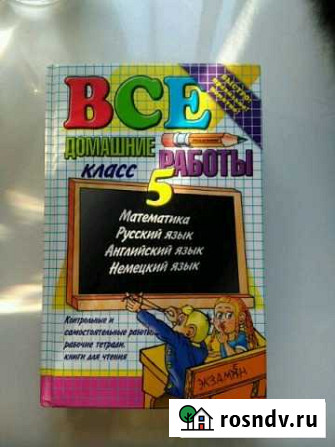 ВСЕ
ДОМАШНИЕ
РАБОТЫ
КЛАСС
5
Математика
Русский язык
Английский язык
Немецкий язык
Контрольные и
самостоятельные работы,
рабочие тетради,
книги для чтения
ЭКЗАМЕН
rosndv.ru